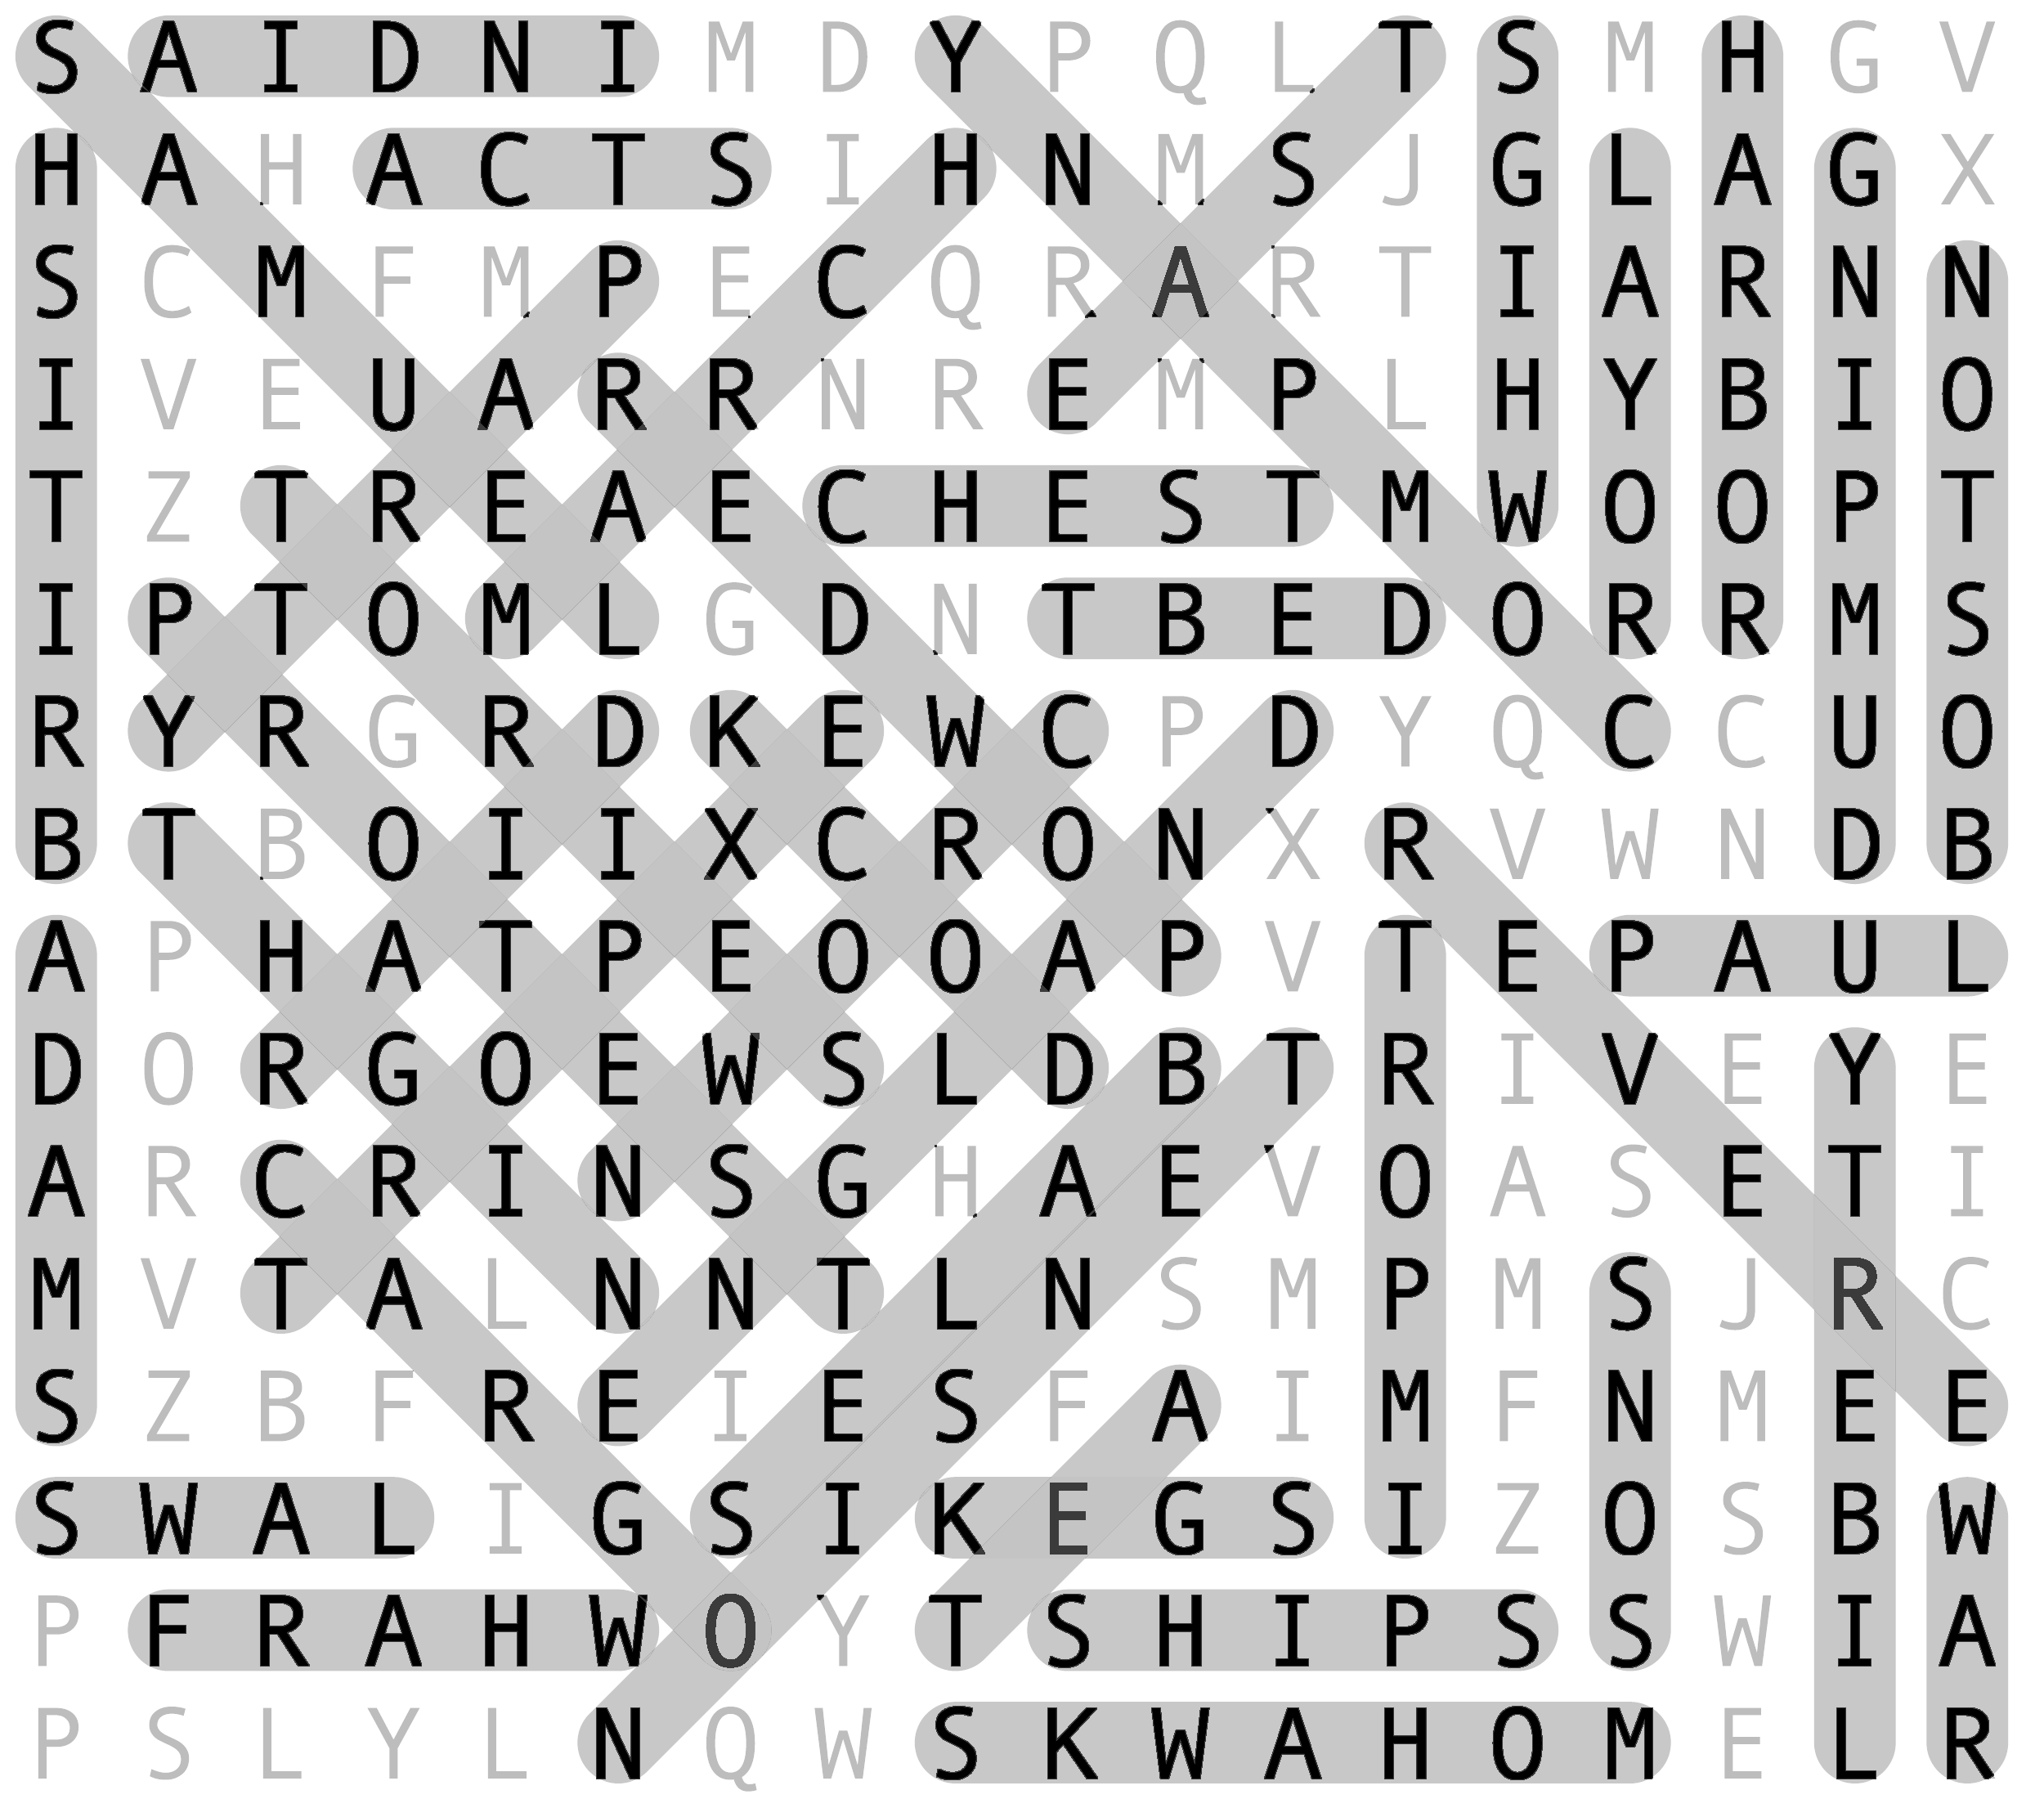 S A I D N I M D Y P Q L T S M H G V
H A H A C T S I H N M S J G L A G X
S C M F M P E C Q R A R T I A R N N
I V E U A R R N R E M P L H Y B I O
T Z T R E A E C H E S T M W O O P T
I P T O M L G D N T B E D O R R M S
R Y R G R D K E W C P D Y Q C C U O
B T B O I I X C R O N X R V W N D B
A P H A T P E O O A P V T E P A U L
D O R G O E W S L D B T R I V E Y E
A R C R I N S G H A E V O A S E T I
M V T A L N N T L N S M P M S J R C
S Z B F R E I E S F A I M F N M E E
S W A L I G S I K E G S I Z O S B W
P F R A H W O Y T S H I P S S W I A
P S L Y L N Q W S K W A H O M E L R